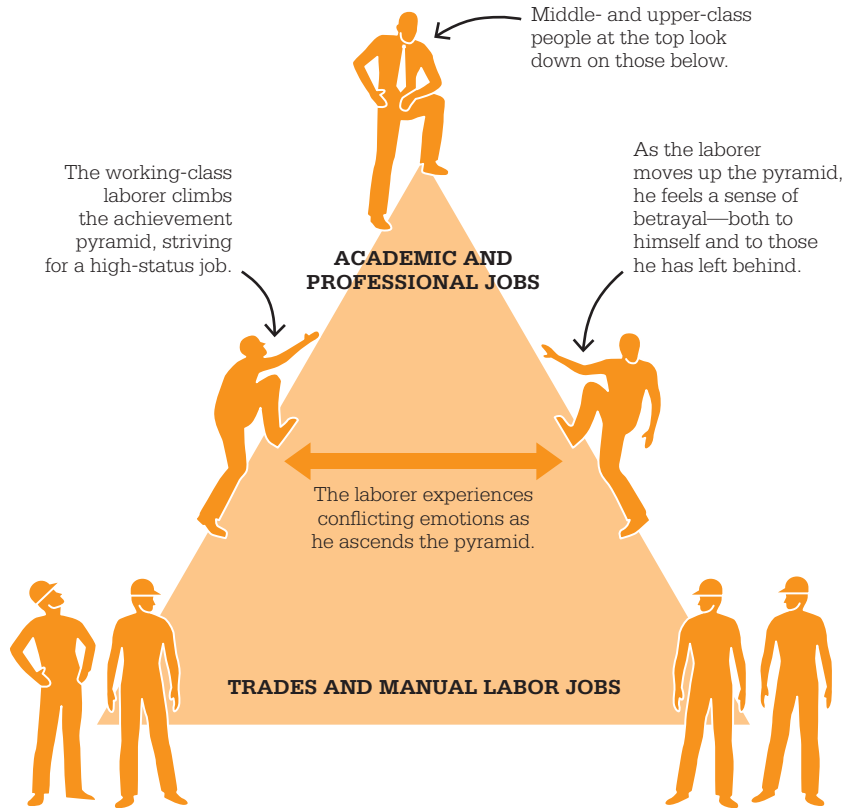 Middle- and upper-class
people at the top look
down on those below.
The working-class
laborer climbs
the achievement
pyramid, striving
for a high-status job.
As the laborer
moves up the pyramid,
he feels a sense of
betrayal—both to
himself and to those
he has left behind.
ACADEMIC AND
PROFESSIONAL JOBS
The laborer experiences
conflicting emotions as
he ascends the pyramid.
TRADES AND MANUAL LABOR JOBS